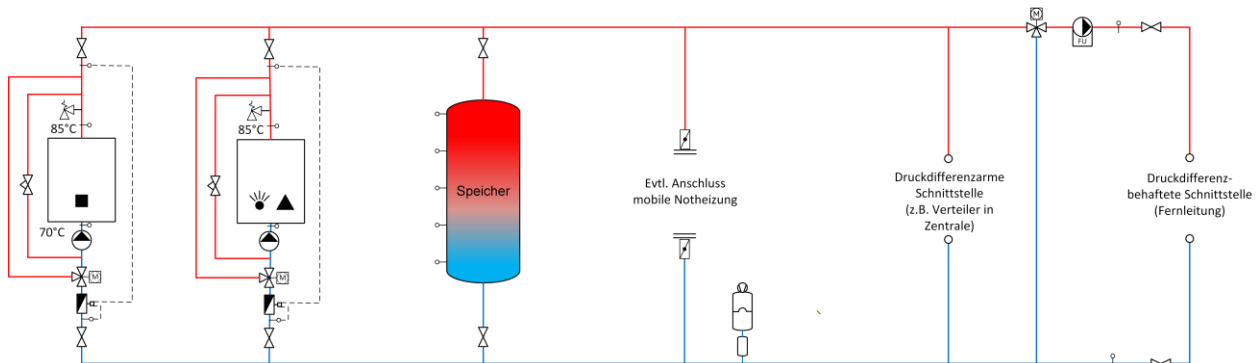 M
FU
85°C
85°C
70°C
M
M
Speicher
Evtl. Anschluss
mobile Notheizung
Druckdifferenzarme
Schnittstelle
(z.B. Verteiler in
Zentrale)
Druckdifferenz-
behaftete Schnittstelle
(Fernleitung)